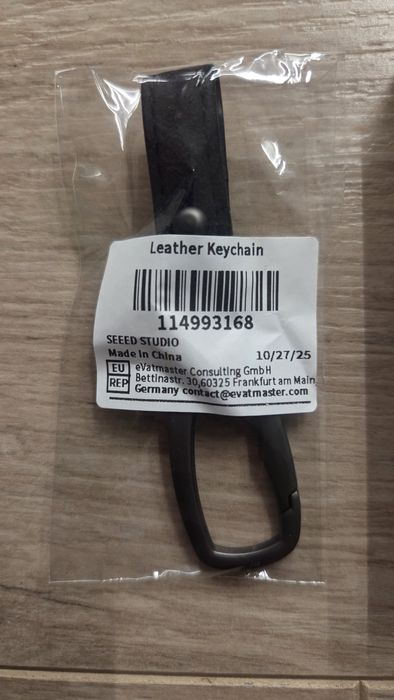 Leather Keychain
114993168
SEEED STUDIO
Made in China 10/27/25
EU REP
eVatmaster Consulting GmbH
Bettinastr. 30,60325 Frankfurt am Main,
Germany contact@evatmaster.com